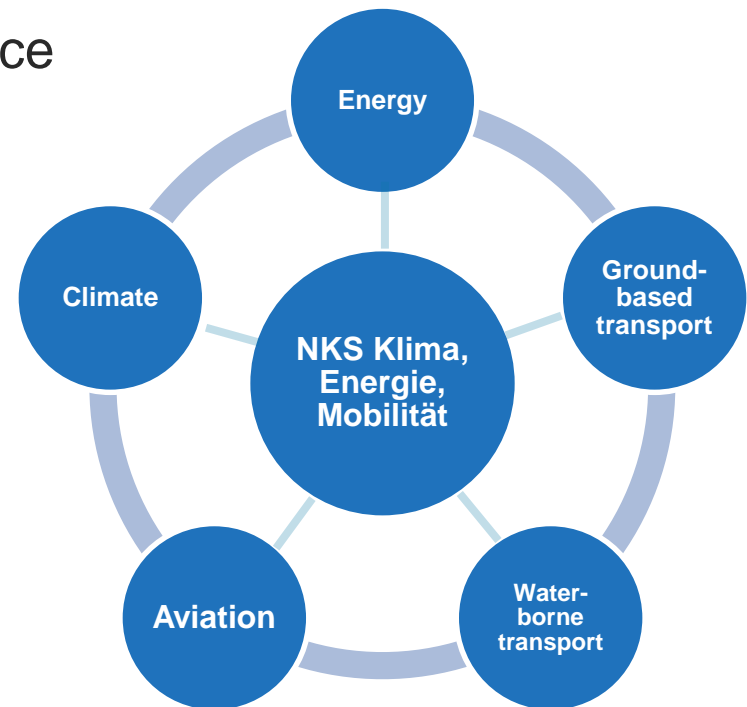 ce
Energy
Ground-
based
transport
Climate
NKS Klima,
Energie,
Mobilität
Aviation
Water-
borne
transport